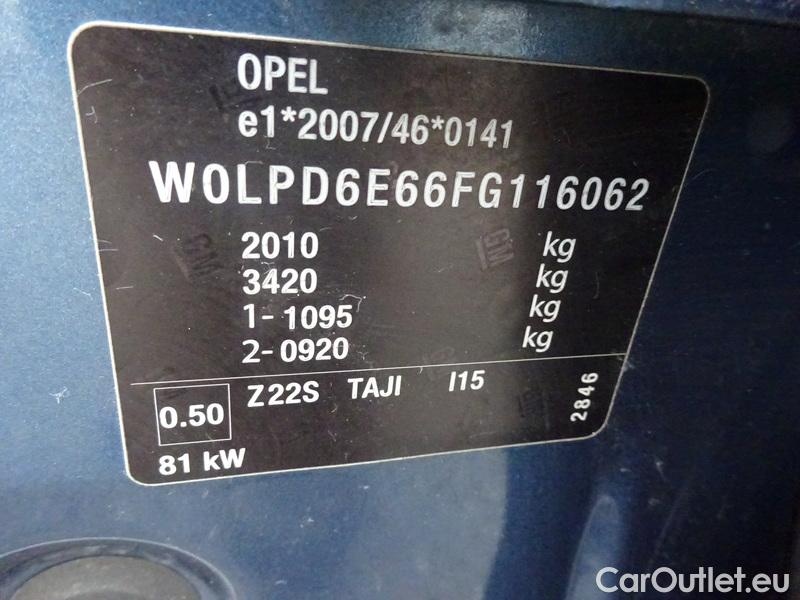 OPEL
e1*2007/46*0141
W0LPD6E66FG116062
2010 kg
3420 kg
1- 1095 kg
2- 0920 kg
0.50 Z22S TAJI I15 2846
81 kW
CarOutlet.eu